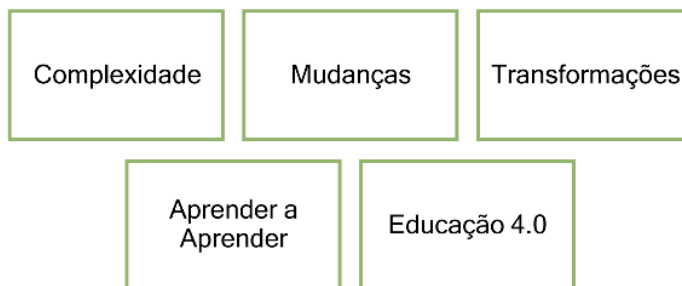 Complexidade
Mudanças
Transformações
Aprender a
Aprender
Educação 4.0